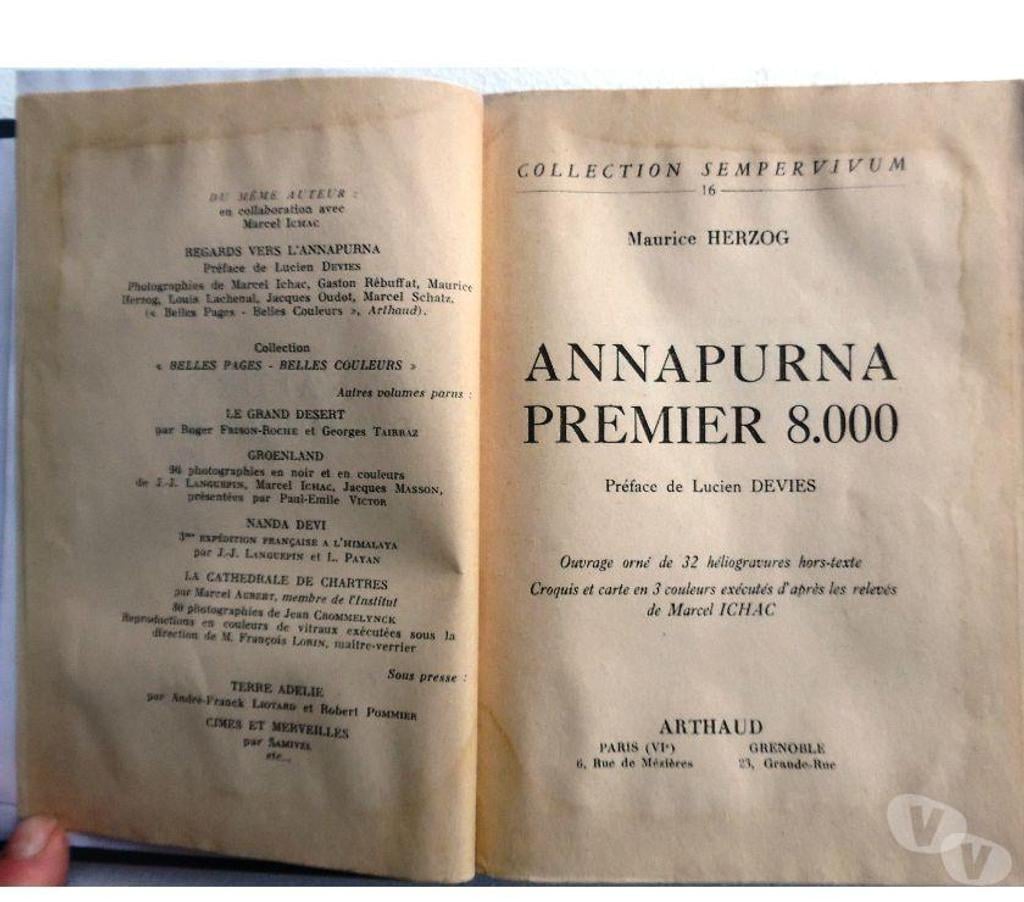 DU MÊME AUTEUR :
en collaboration avec
Marcel ICHAC
REGARDS VERS L'ANNAPURNA
Préface de Lucien DEVIES
Photographies de Marcel Ichac, Gaston Rébuffat, Maurice
Herzog, Louis Lachenal, Jacques Oudot, Marcel Schatz.
(« Belles Pages - Belles Couleurs », Arthaud).
Collection
« BELLES PAGES - BELLES COULEURS »
Autres volumes parus :
LE GRAND DESERT
par Roger FRISON-ROCHE et Georges TAIRRAZ
GROENLAND
96 photographies en noir et en couleurs
de J.-J. LANGUEPIN, Marcel ICHAC, Jacques MASSON,
présentées par Paul-Emile VICTOR
NANDA DEVI
3me EXPÉDITION FRANÇAISE A L'HIMALAYA
par J.-J. LANGUEPIN et L. PAYAN
LA CATHEDRALE DE CHARTRES
par Marcel AUBERT, membre de l'Institut
80 photographies de Jean CROMMELYNCK
Reproductions en couleurs de vitraux exécutées sous la
direction de M. François LORIN, maître-verrier
Sous presse :
TERRE ADELIE
par André-Franck LIOTARD et Robert POMMIER
CIMES ET MERVEILLES
par SAMIVEL
etc...
COLLECTION SEMPERVIVUM
16
Maurice HERZOG
ANNAPURNA
PREMIER 8.000
Préface de Lucien DEVIES
Ouvrage orné de 32 héliogravures hors-texte
Croquis et carte en 3 couleurs exécutés d'après les relevés
de Marcel ICHAC
ARTHAUD
PARIS (VIe) GRENOBLE
6, Rue de Mézières 23, Grande-Rue
VV